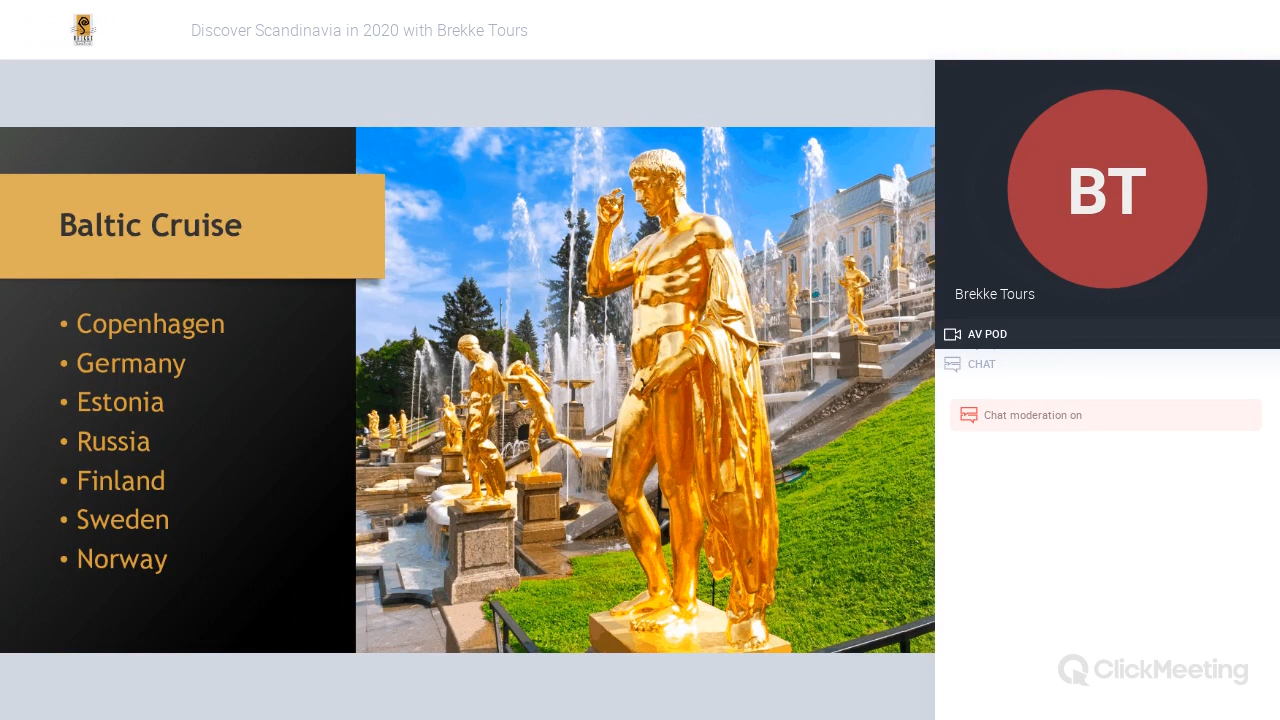 Discover Scandinavia in 2020 with Brekke Tours
Baltic Cruise
• Copenhagen
• Germany
• Estonia
• Russia
• Finland
• Sweden
• Norway
BT
Brekke Tours
AV POD
CHAT
Chat moderation on
ClickMeeting